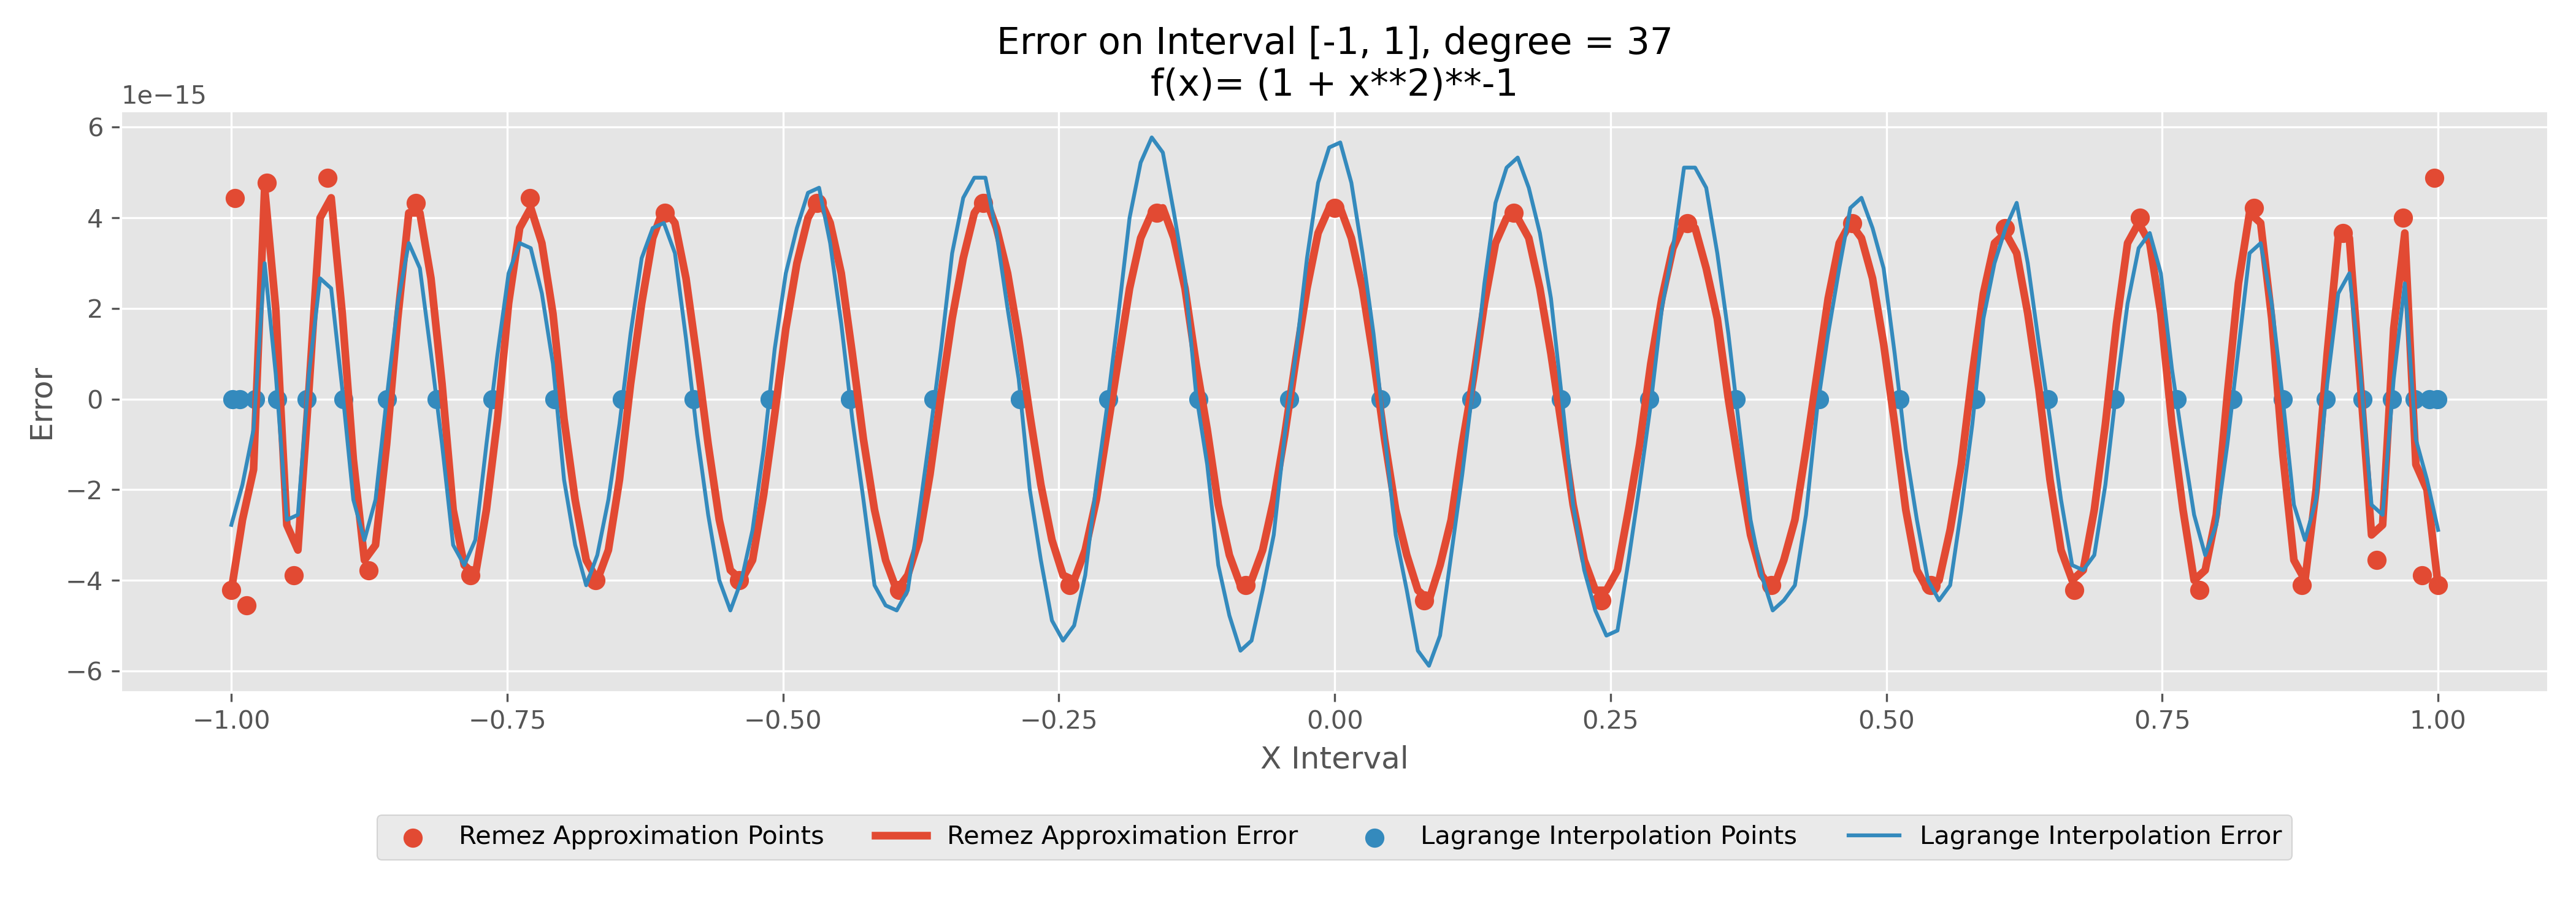 Error on Interval [-1, 1], degree = 37
f(x)= (1 + x**2)**-1
1e−15
6
4
2
0
−2
−4
−6
Error
−1.00 −0.75 −0.50 −0.25 0.00 0.25 0.50 0.75 1.00
X Interval
Remez Approximation Points Remez Approximation Error Lagrange Interpolation Points Lagrange Interpolation Error